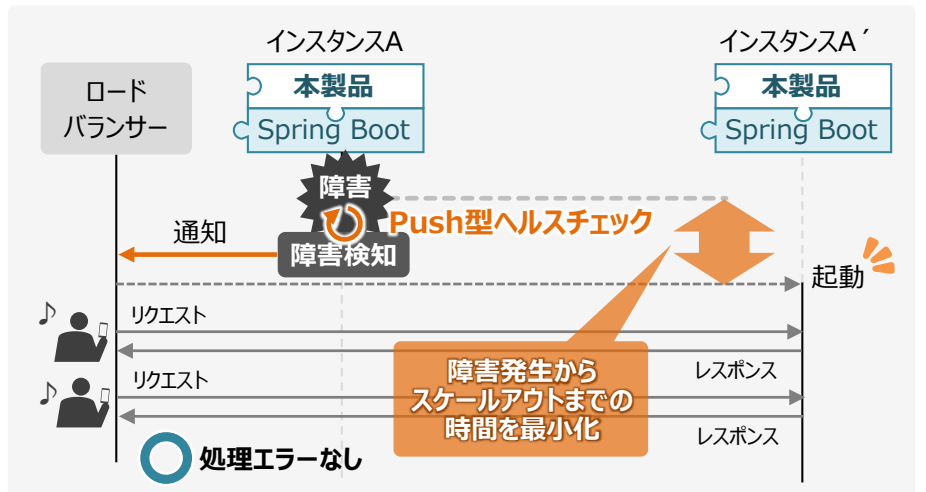 インスタンスA
インスタンスA´
ロード
バランサー
本製品
Spring Boot
本製品
Spring Boot
障害
Push型ヘルスチェック
通知
障害検知
起動
リクエスト
レスポンス
リクエスト
レスポンス
障害発生から
スケールアウトまでの
時間を最小化
処理エラーなし